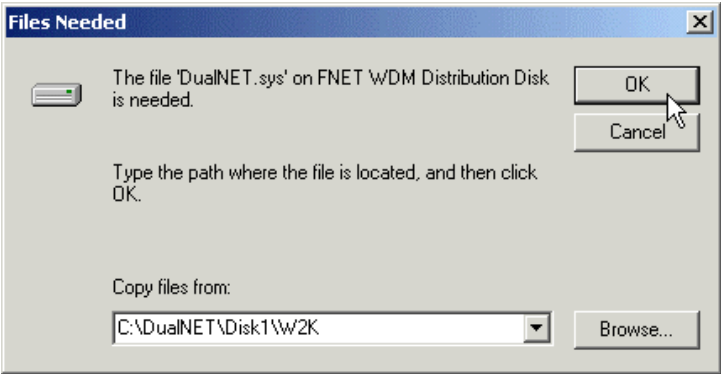 Files Needed
The file 'DualNET.sys' on FNET WDM Distribution Disk
is needed.
OK
Cancel
Type the path where the file is located, and then click
OK.
Copy files from:
C:\DualNET\Disk1\W2K
Browse...